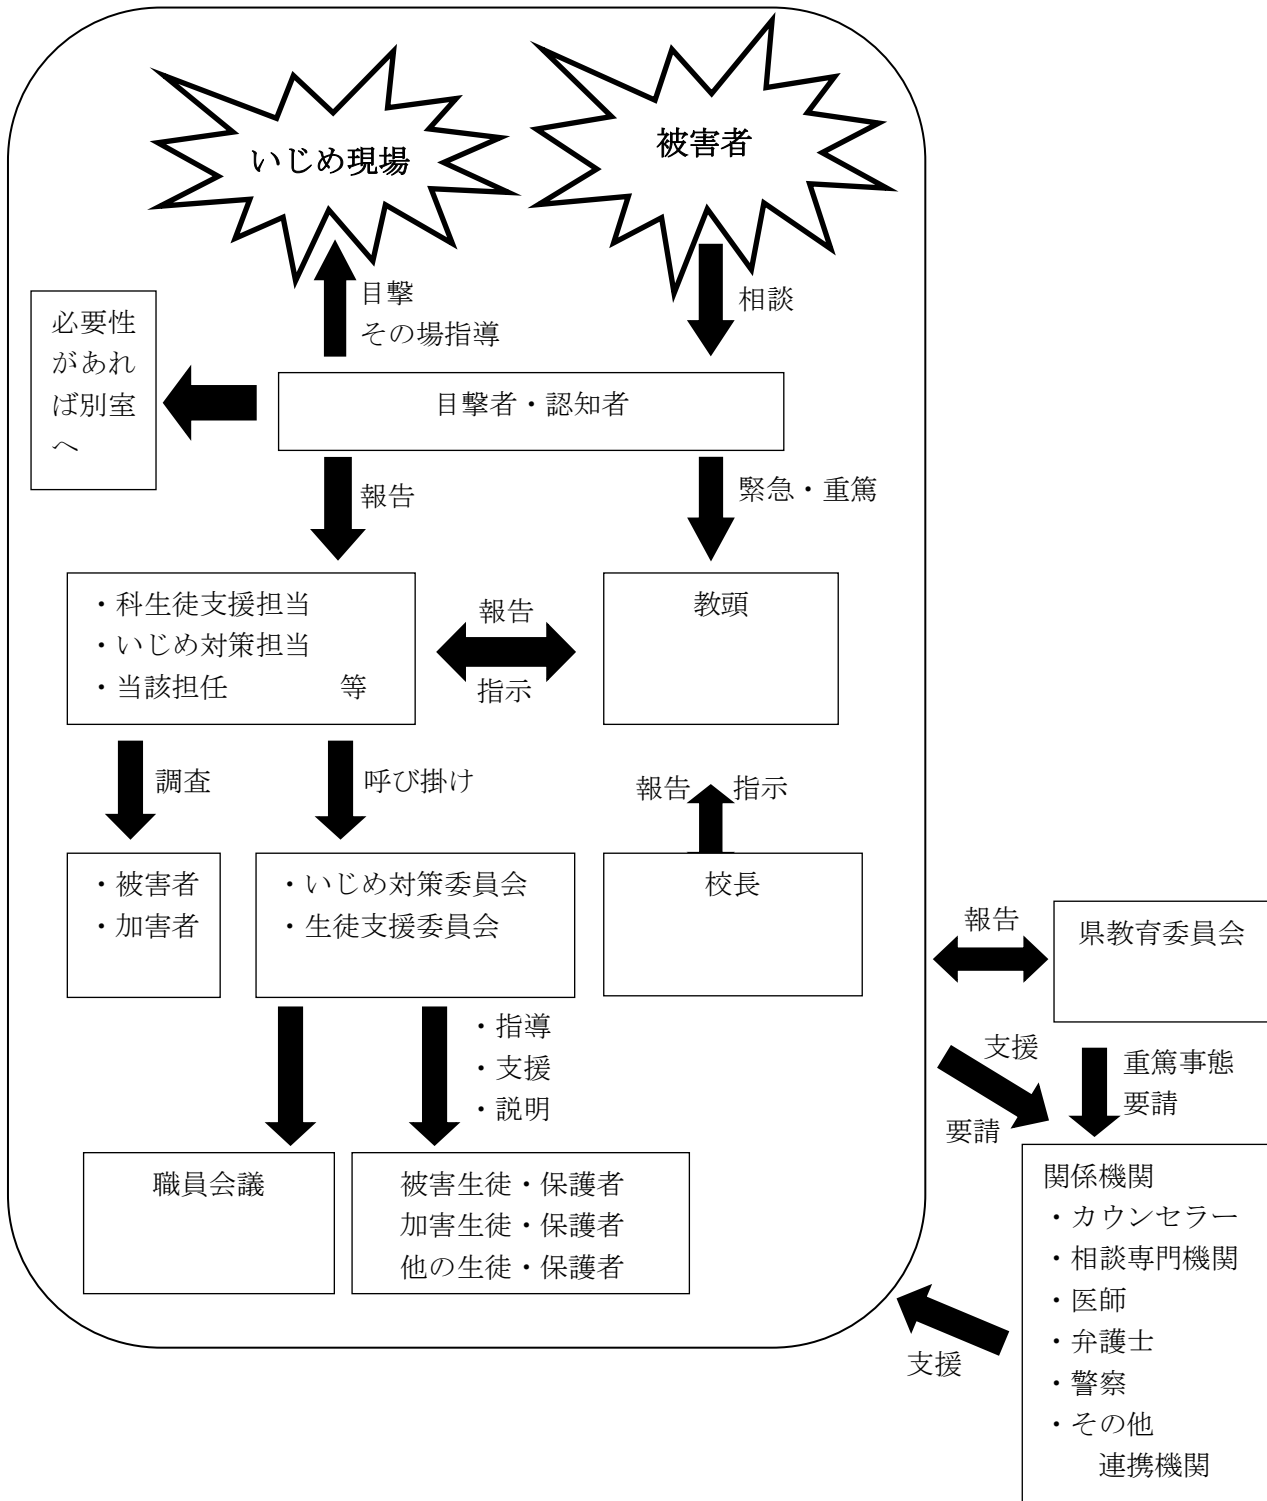 いじめ現場
被害者
目撃
その場指導
相談
必要性
があれ
ば別室
へ
目撃者・認知者
報告
緊急・重篤
・科生徒支援担当
・いじめ対策担当
・当該担任　　　　等
報告
指示
教頭
調査
呼び掛け
報告
指示
・被害者
・加害者
・いじめ対策委員会
・生徒支援委員会
校長
報告
県教育委員会
・指導
・支援
・説明
支援
要請
重篤事態
要請
職員会議
被害生徒・保護者
加害生徒・保護者
他の生徒・保護者
関係機関
・カウンセラー
・相談専門機関
・医師
・弁護士
・警察
・その他
連携機関
支援